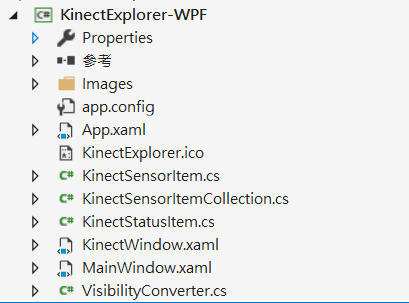 C# KinectExplorer-WPF
Properties
參考
Images
app.config
App.xaml
KinectExplorer.ico
C# KinectSensorItem.cs
C# KinectSensorItemCollection.cs
C# KinectStatusItem.cs
KinectWindow.xaml
MainWindow.xaml
C# VisibilityConverter.cs